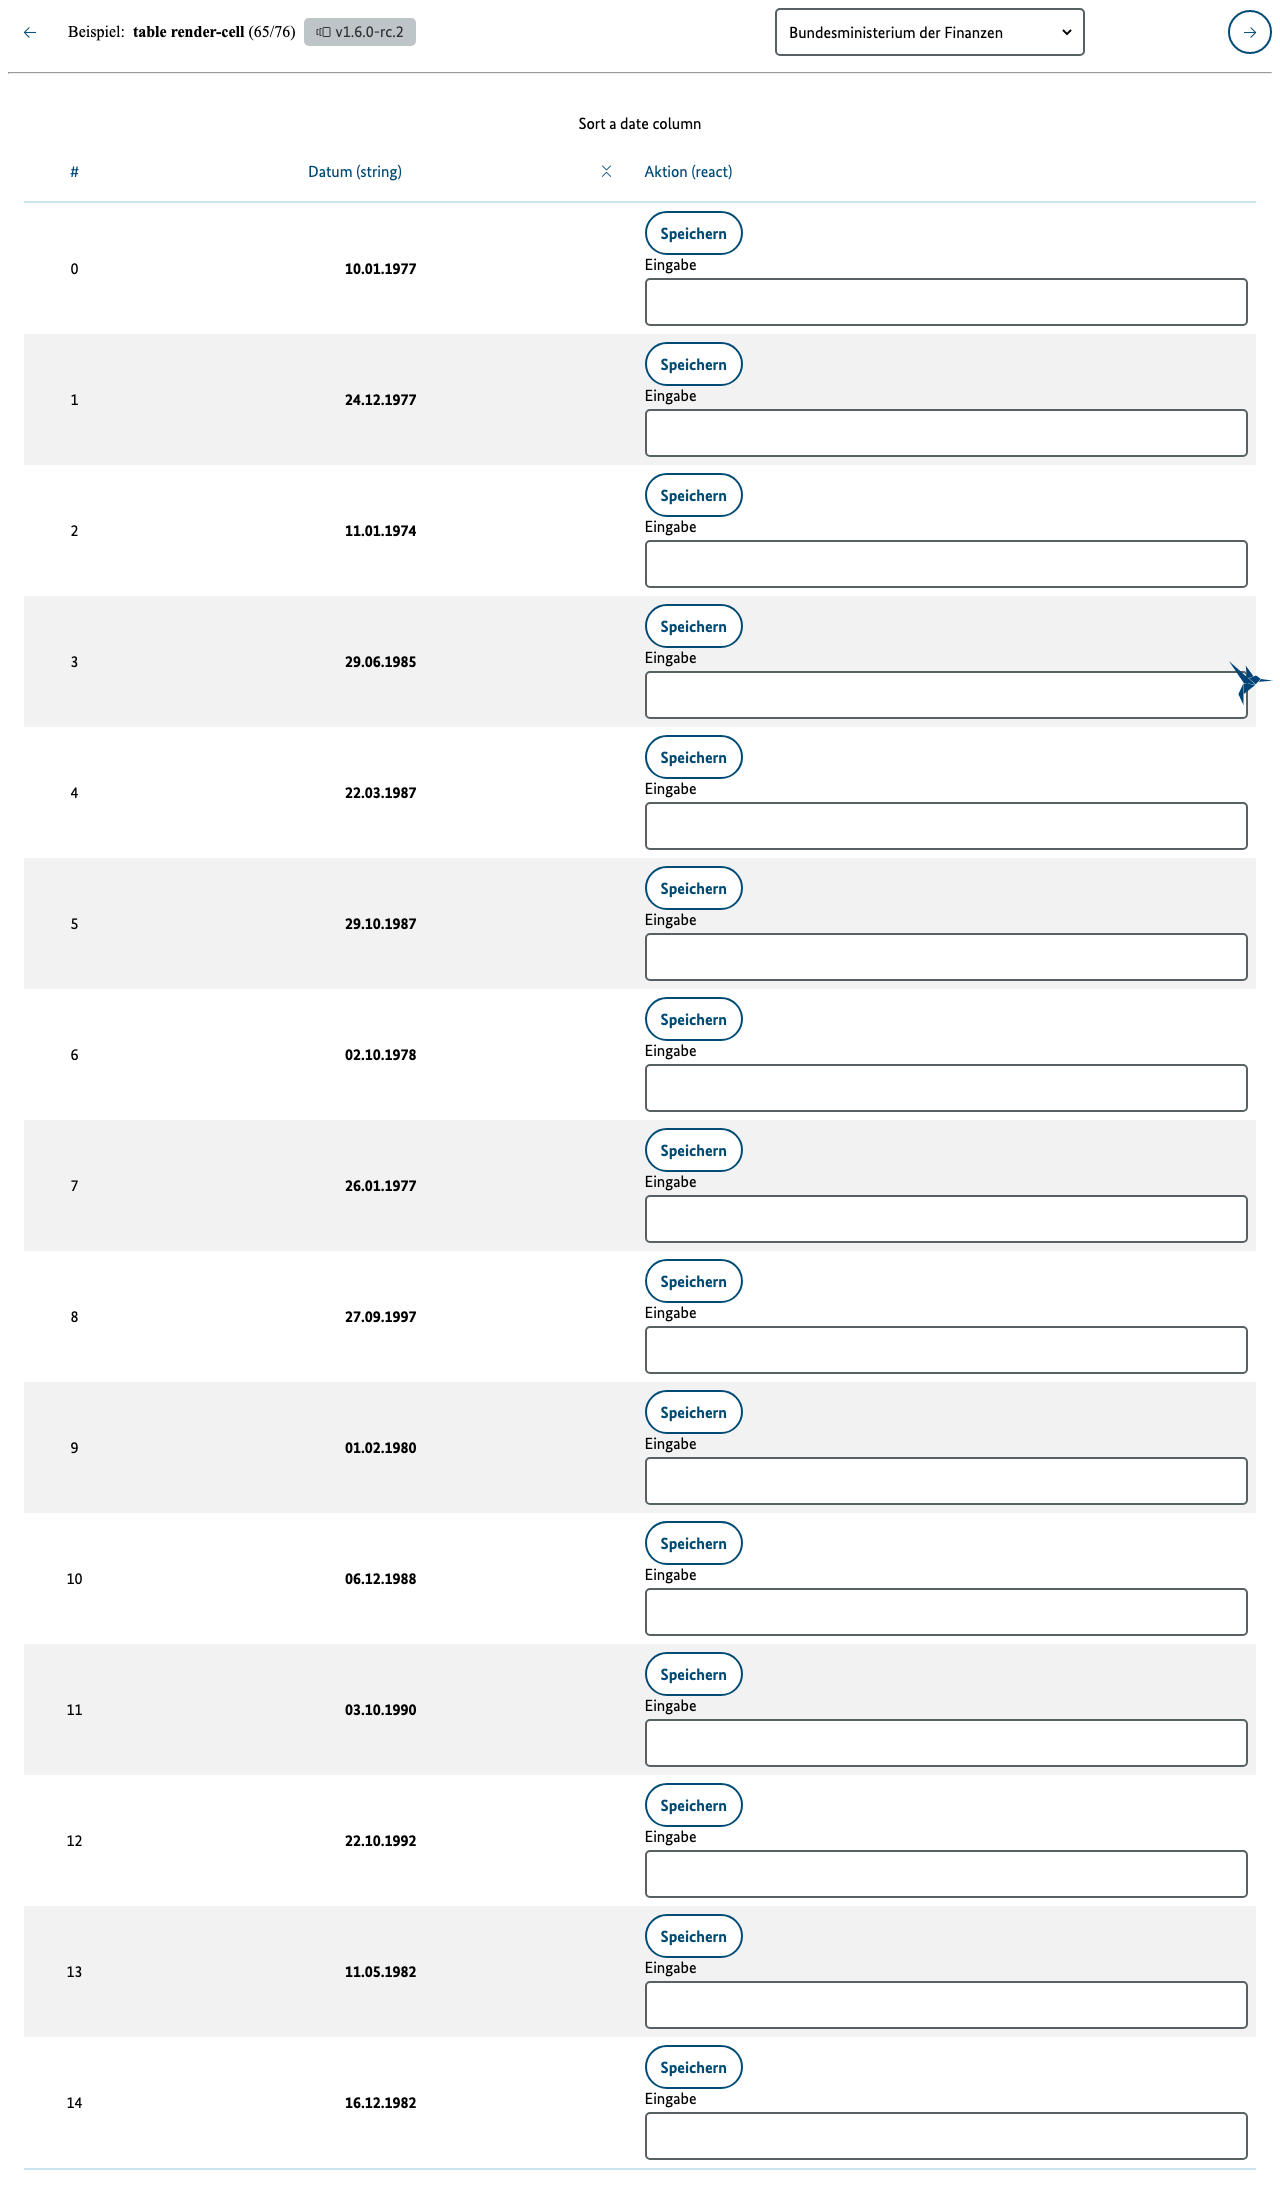 Beispiel: table render-cell (65/76) v1.6.0-rc.2 Bundesministerium der Finanzen
Sort a date column
# Datum (string) Aktion (react)
Speichern
0 10.01.1977 Eingabe
Speichern
1 24.12.1977 Eingabe
Speichern
2 11.01.1974 Eingabe
Speichern
3 29.06.1985 Eingabe
Speichern
4 22.03.1987 Eingabe
Speichern
5 29.10.1987 Eingabe
Speichern
6 02.10.1978 Eingabe
Speichern
7 26.01.1977 Eingabe
Speichern
8 27.09.1997 Eingabe
Speichern
9 01.02.1980 Eingabe
Speichern
10 06.12.1988 Eingabe
Speichern
11 03.10.1990 Eingabe
Speichern
12 22.10.1992 Eingabe
Speichern
13 11.05.1982 Eingabe
Speichern
14 16.12.1982 Eingabe